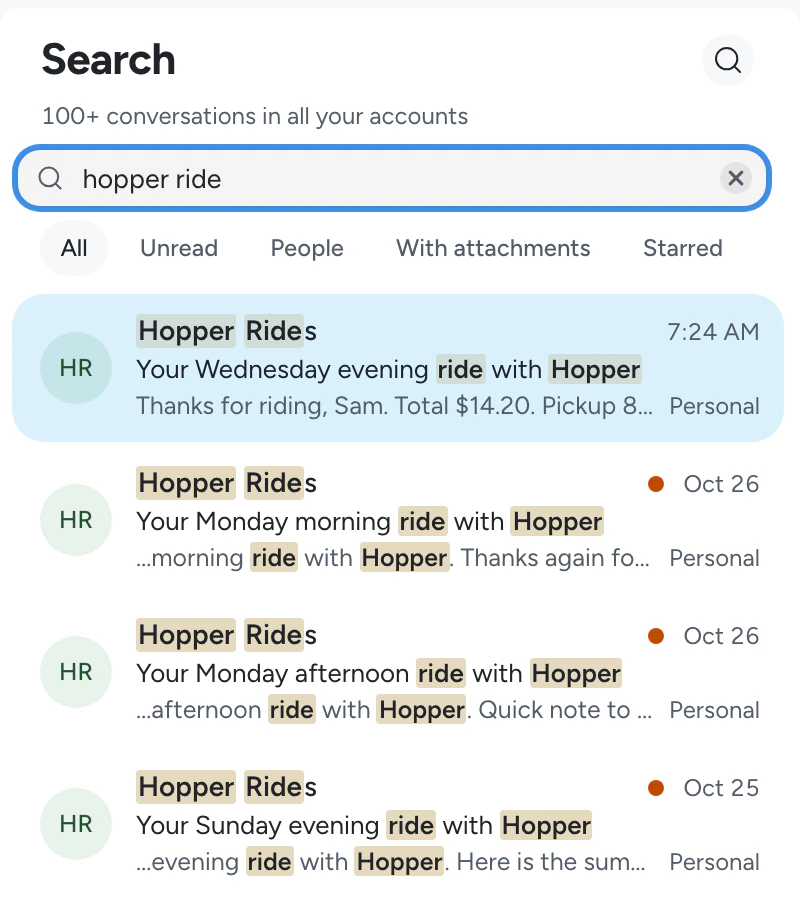 Search
100+ conversations in all your accounts
hopper ride
All Unread People With attachments Starred
Hopper Rides 7:24 AM
HR
Your Wednesday evening ride with Hopper
Thanks for riding, Sam. Total $14.20. Pickup 8... Personal
Hopper Rides Oct 26
HR
Your Monday morning ride with Hopper
...morning ride with Hopper. Thanks again fo... Personal
Hopper Rides Oct 26
HR
Your Monday afternoon ride with Hopper
...afternoon ride with Hopper. Quick note to ... Personal
Hopper Rides Oct 25
HR
Your Sunday evening ride with Hopper
...evening ride with Hopper. Here is the sum... Personal